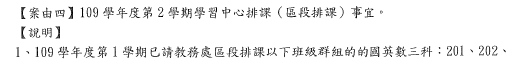 【案由四】109 學年度第 2 學期學習中心排課（區段排課）事宜。
【說明】
1、109 學年度第 1 學期已請教務處區段排課以下班級群組的的國英數三科：201、202、